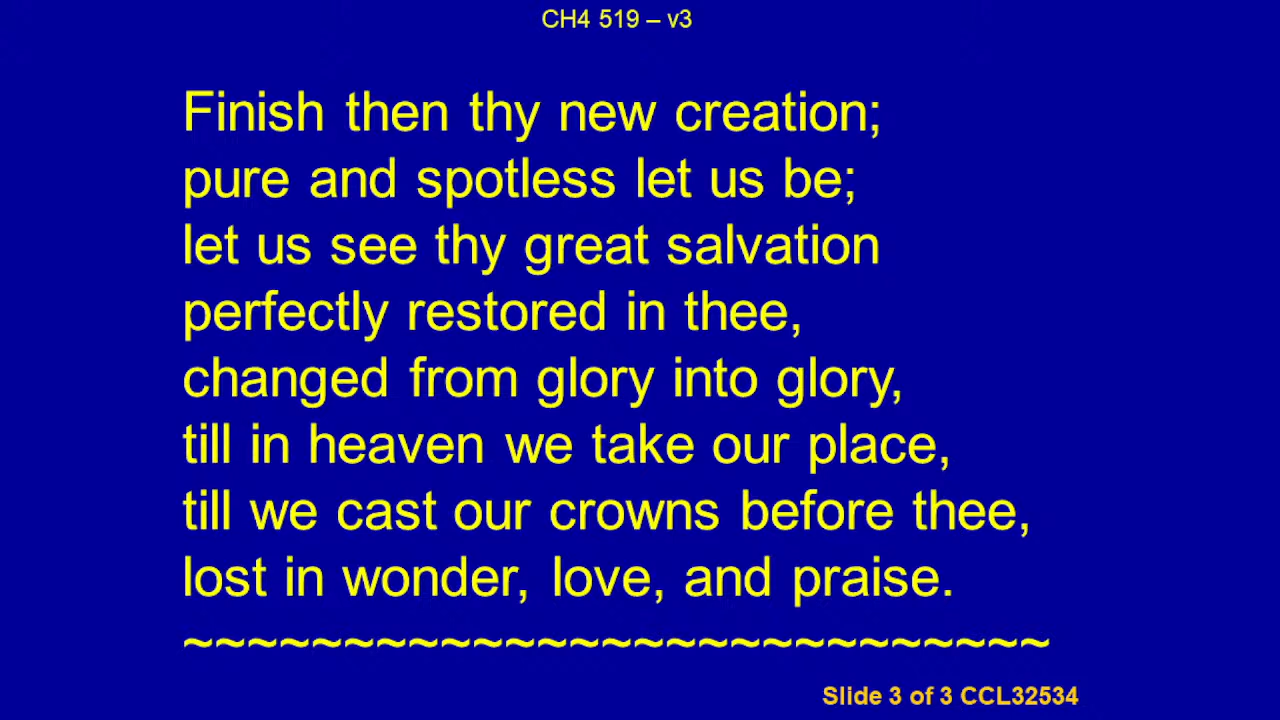 CH4 519 – v3
Finish then thy new creation;
pure and spotless let us be;
let us see thy great salvation
perfectly restored in thee,
changed from glory into glory,
till in heaven we take our place,
till we cast our crowns before thee,
lost in wonder, love, and praise.
~~~~~~~~~~~~~~~~~~~~~~~~~~~
Slide 3 of 3 CCL32534